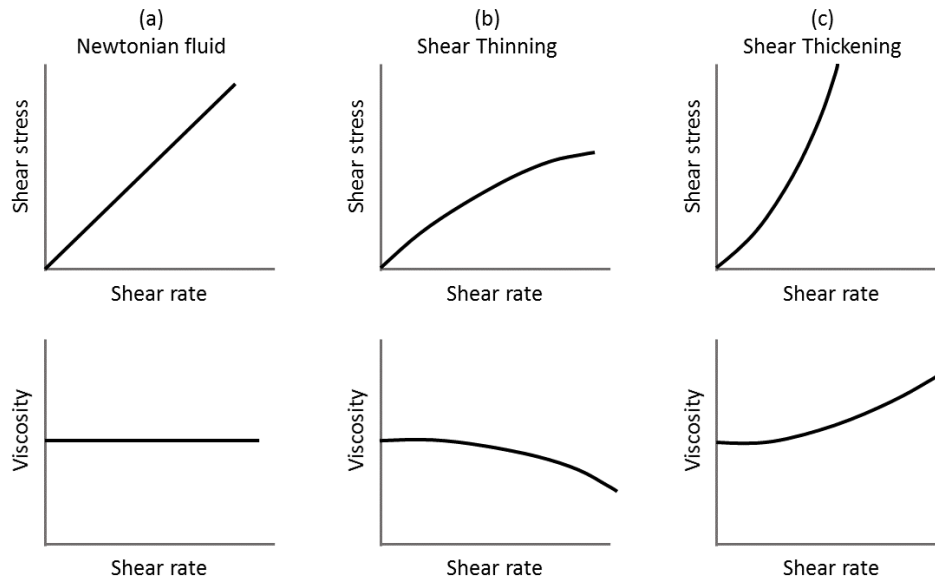 (a)
Newtonian fluid
Shear stress
Shear rate
(b)
Shear Thinning
Shear stress
Shear rate
(c)
Shear Thickening
Shear stress
Shear rate
Viscosity
Shear rate
Viscosity
Shear rate
Viscosity
Shear rate